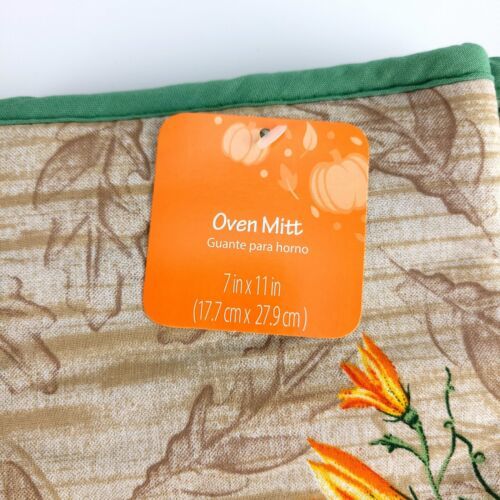 Oven Mitt
Guante para horno
7 in x 11 in
(17.7 cm x 27.9 cm)